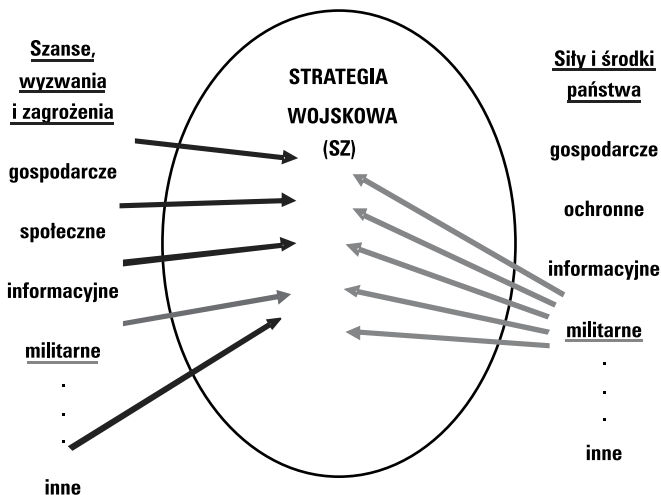 Szanse,
wyzwania
i zagrożenia
gospodarcze
społeczne
informacyjne
militarne
.
.
.
inne
STRATEGIA
WOJSKOWA
(SZ)
Siły i środki
państwa
gospodarcze
ochronne
informacyjne
militarne
.
.
.
inne